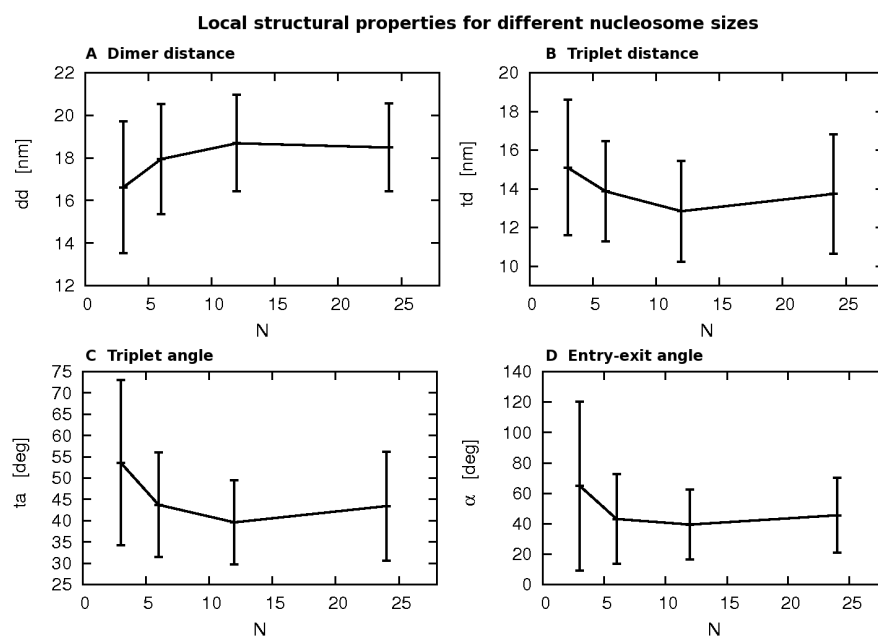 Local structural properties for different nucleosome sizes
A Dimer distance
22
20
18
16
14
12
dd [nm]
0 5 10 15 20 25
N
B Triplet distance
20
18
16
14
12
10
td [nm]
0 5 10 15 20 25
N
C Triplet angle
75
70
65
60
55
50
45
40
35
30
25
ta [deg]
0 5 10 15 20 25
N
D Entry-exit angle
140
120
100
80
60
40
20
0
α [deg]
0 5 10 15 20 25
N